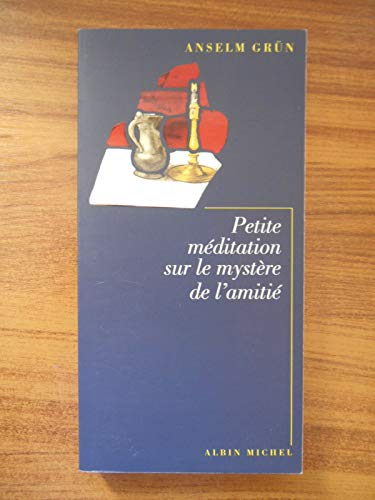 ANSELM GRÜN
Petite
méditation
sur le mystère
de l'amitié
ALBIN MICHEL